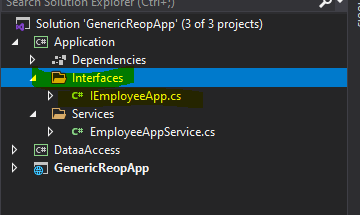 Search Solution Explorer (Ctrl+;)
Solution 'GenericReopApp' (3 of 3 projects)
C# Application
Dependencies
Interfaces
C# IEmployeeApp.cs
Services
C# EmployeeAppService.cs
C# DataaAccess
GenericReopApp